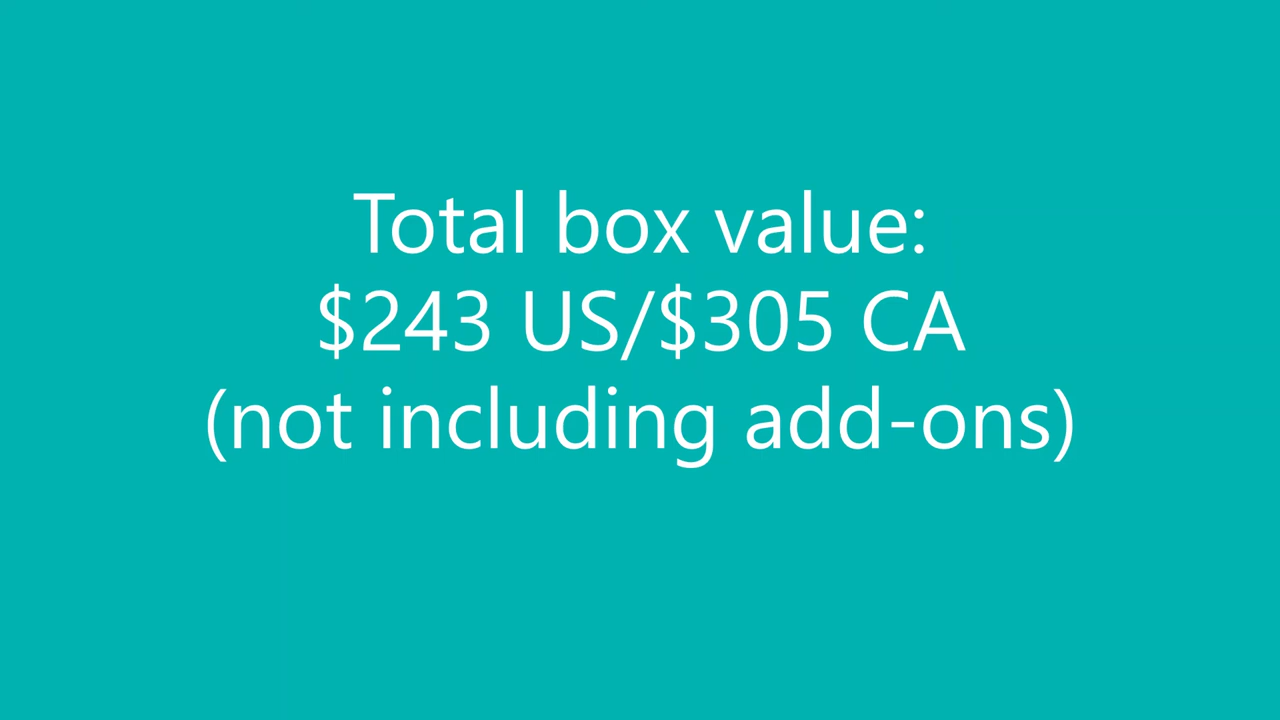 Total box value:
$243 US/$305 CA
(not including add-ons)